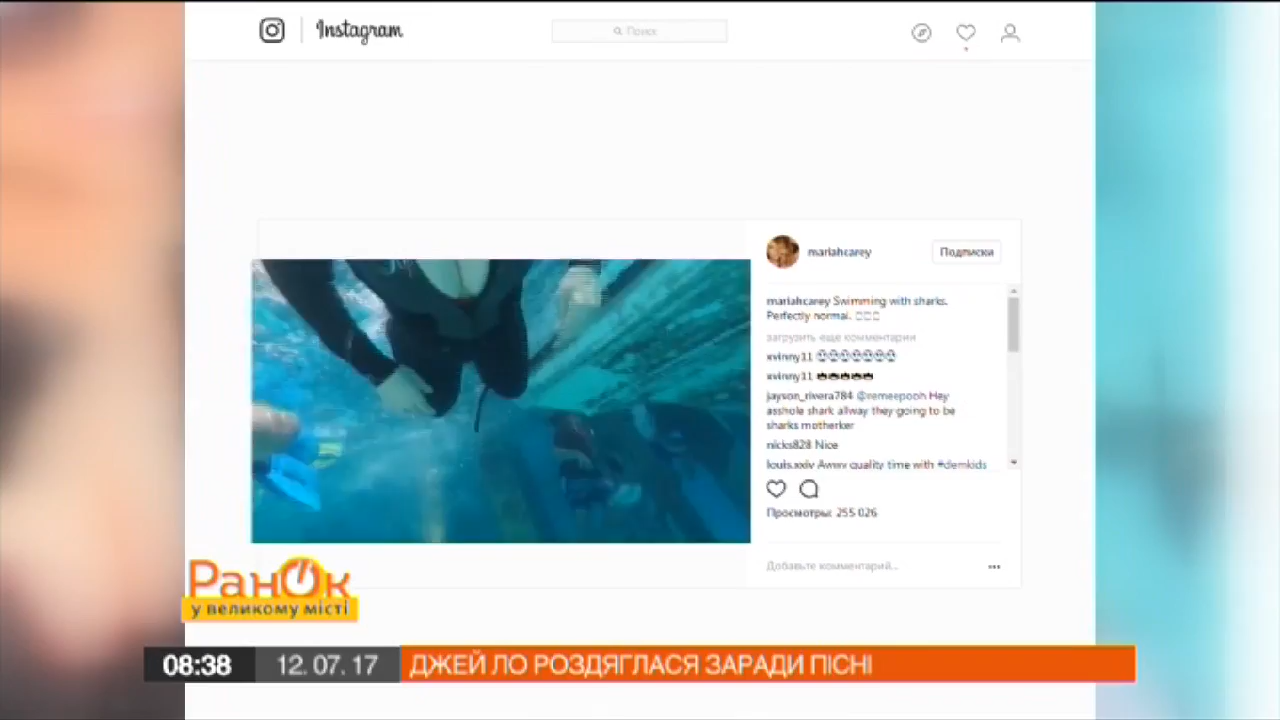 Instagram
Поиск
mariahcarey
Подписки
mariahcarey Swimming with sharks.
Perfectly normal.
загрузить еще комментарии
xvinny11
xvinny11
jayson_rivera784 @remeepooh Hey
asshole shark allway they going to be
sharks motherker
nicks828 Nice
louis.xxiv Awww quality time with #demkids
Просмотры: 255 026
Добавьте комментарий...
РанОк
у великому місті
08:38 12.07.17 ДЖЕЙ ЛО РОЗДЯГЛАСЯ ЗАРАДИ ПІСНІ